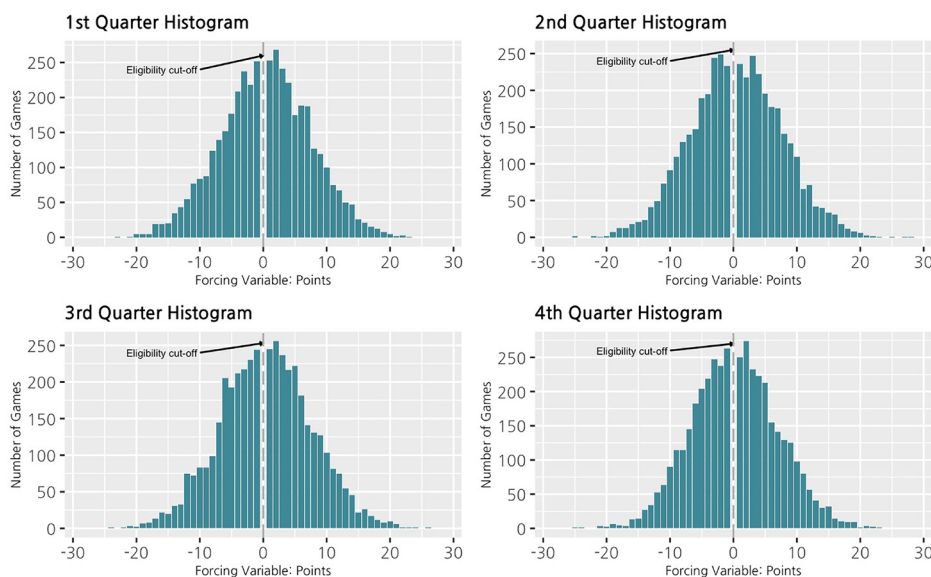 1st Quarter Histogram
Number of Games
250
200
150
100
50
0
Eligibility cut-off
-30 -20 -10 0 10 20 30
Forcing Variable: Points
2nd Quarter Histogram
Number of Games
250
200
150
100
50
0
Eligibility cut-off
-30 -20 -10 0 10 20 30
Forcing Variable: Points
3rd Quarter Histogram
Number of Games
250
200
150
100
50
0
Eligibility cut-off
-30 -20 -10 0 10 20 30
Forcing Variable: Points
4th Quarter Histogram
Number of Games
250
200
150
100
50
0
Eligibility cut-off
-30 -20 -10 0 10 20 30
Forcing Variable: Points